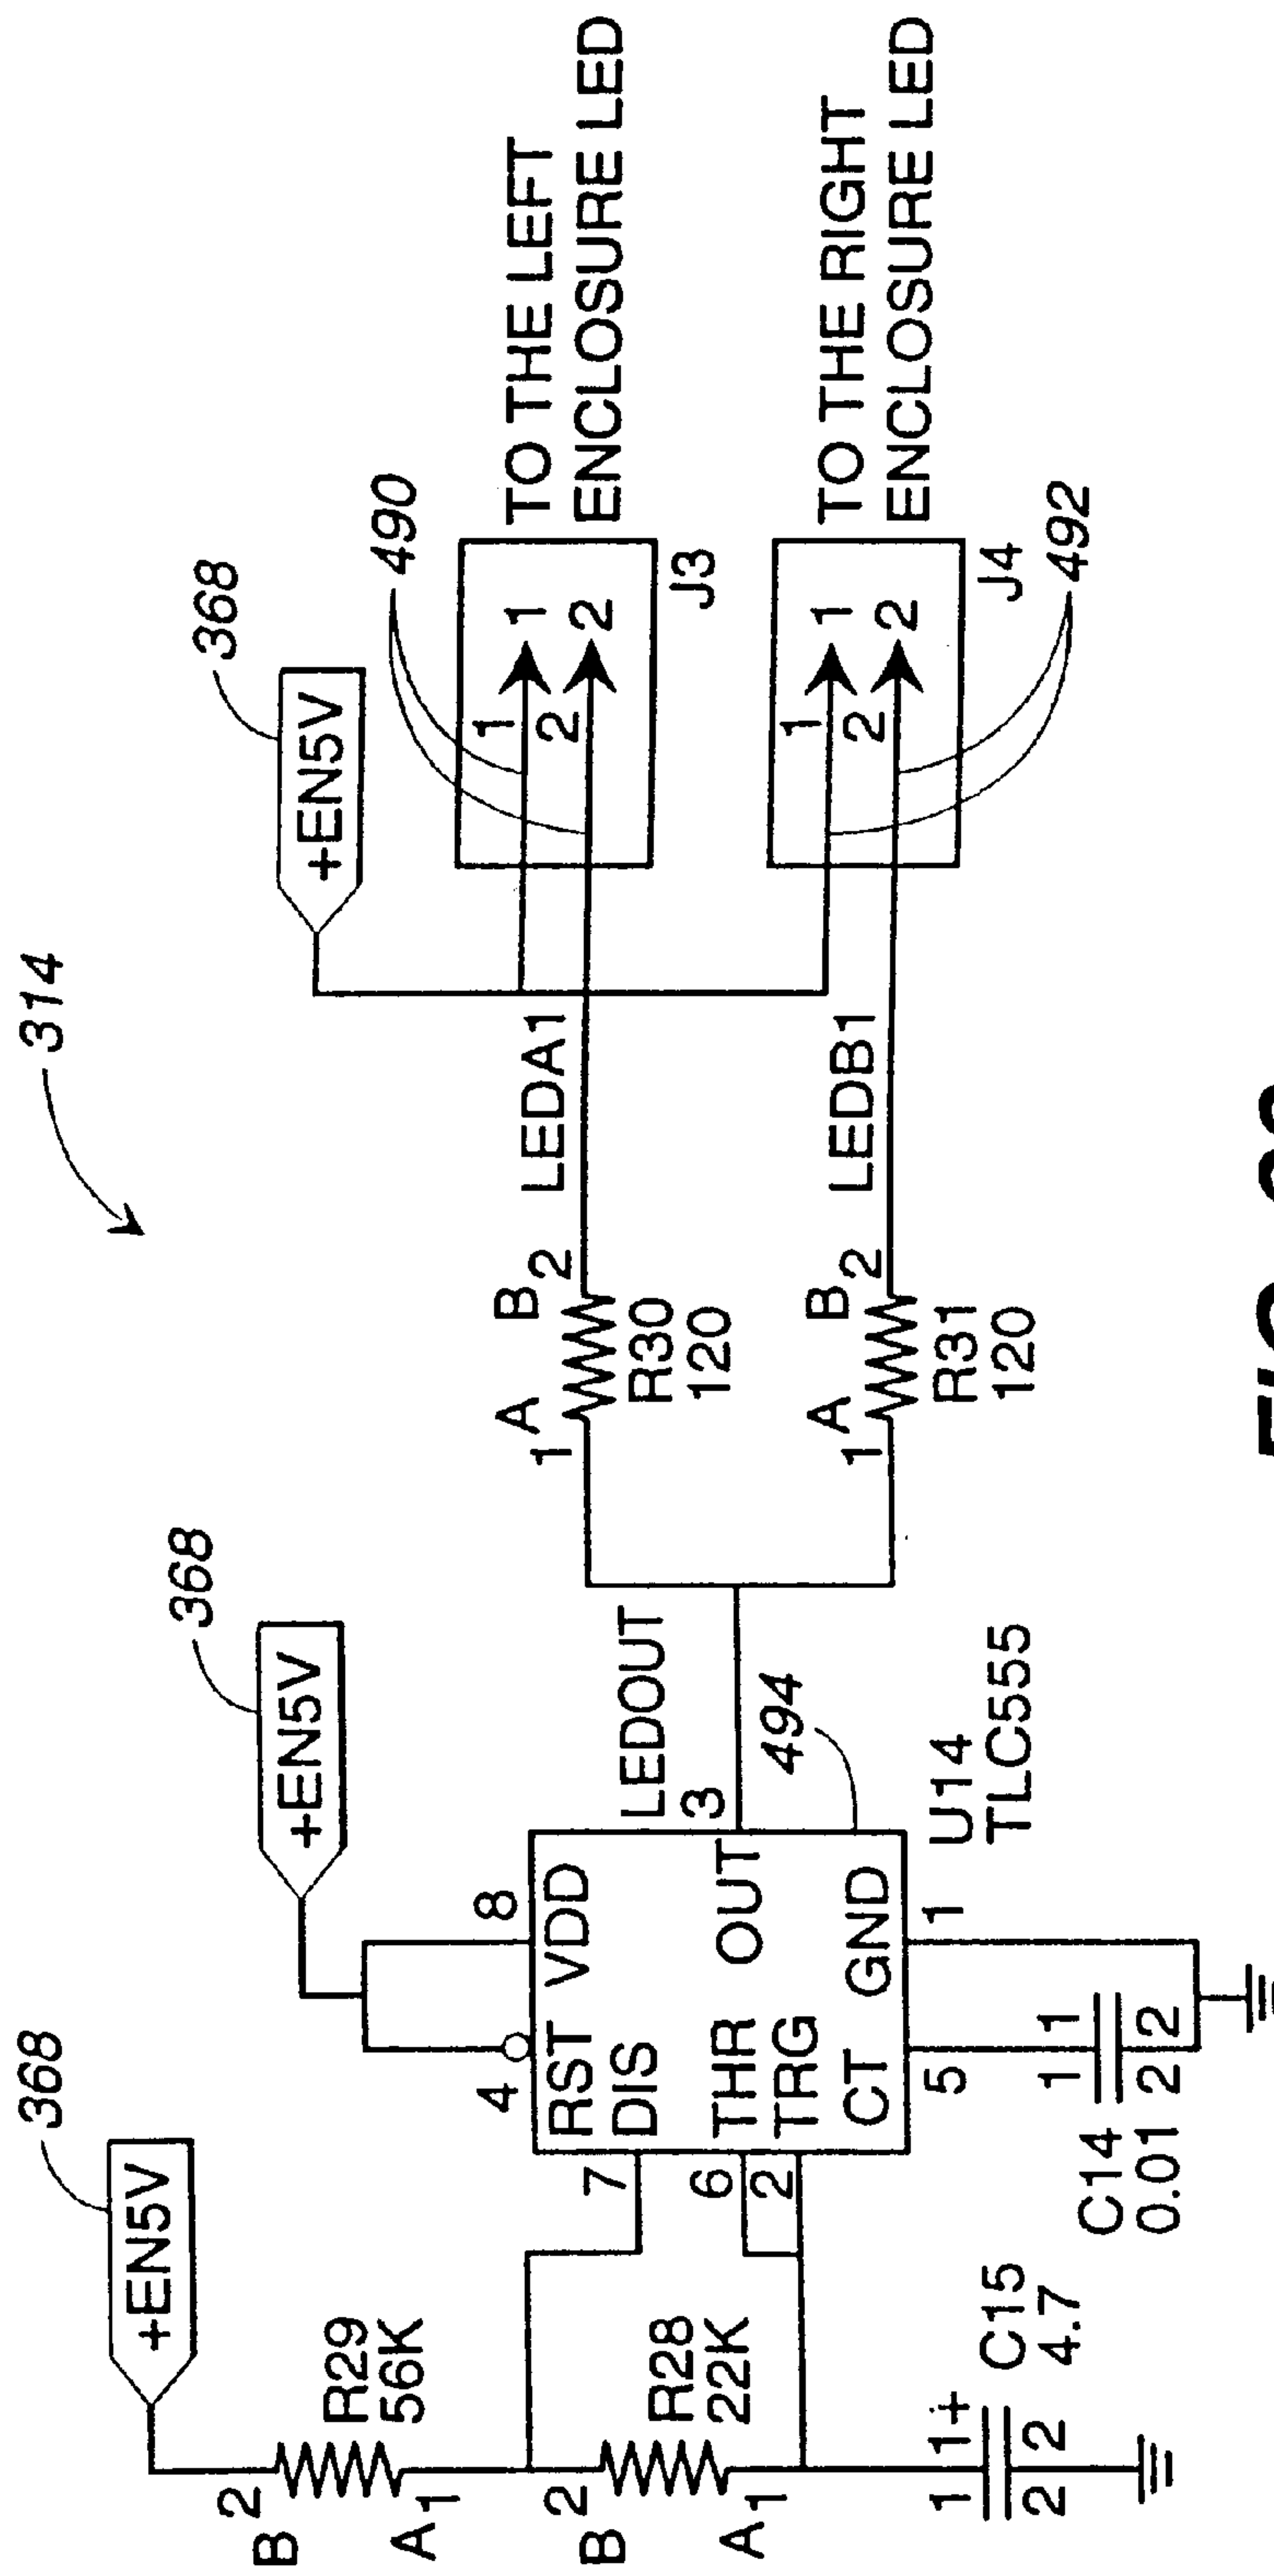 314
368
+EN5V
368
+EN5V
368
+EN5V
2
B
R29
56K
A
1
2
B
R28
22K
A
1
1
1+
C15
4.7
2
2
7
6
2
4
8
RST
VDD
DIS
THR
TRG
OUT
CT
GND
3
LEDOUT
494
5
1
U14
TLC555
1
1
C14
0.01
2
2
1
A
B
2
R30
120
LEDA1
1
A
B
2
R31
120
LEDB1
490
1
1
2
2
J3
TO THE LEFT
ENCLOSURE LED
1
1
2
2
J4
492
TO THE RIGHT
ENCLOSURE LED